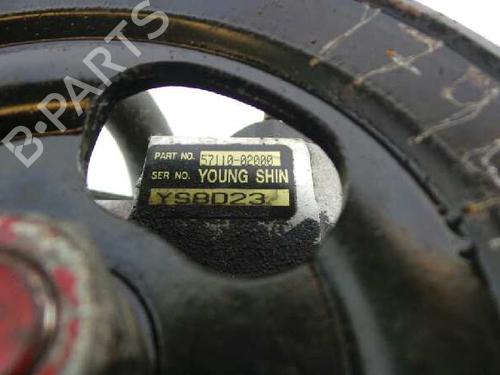 B-PARTS
PART NO. 57110-02000
SER NO. YOUNG SHIN
YS8D23